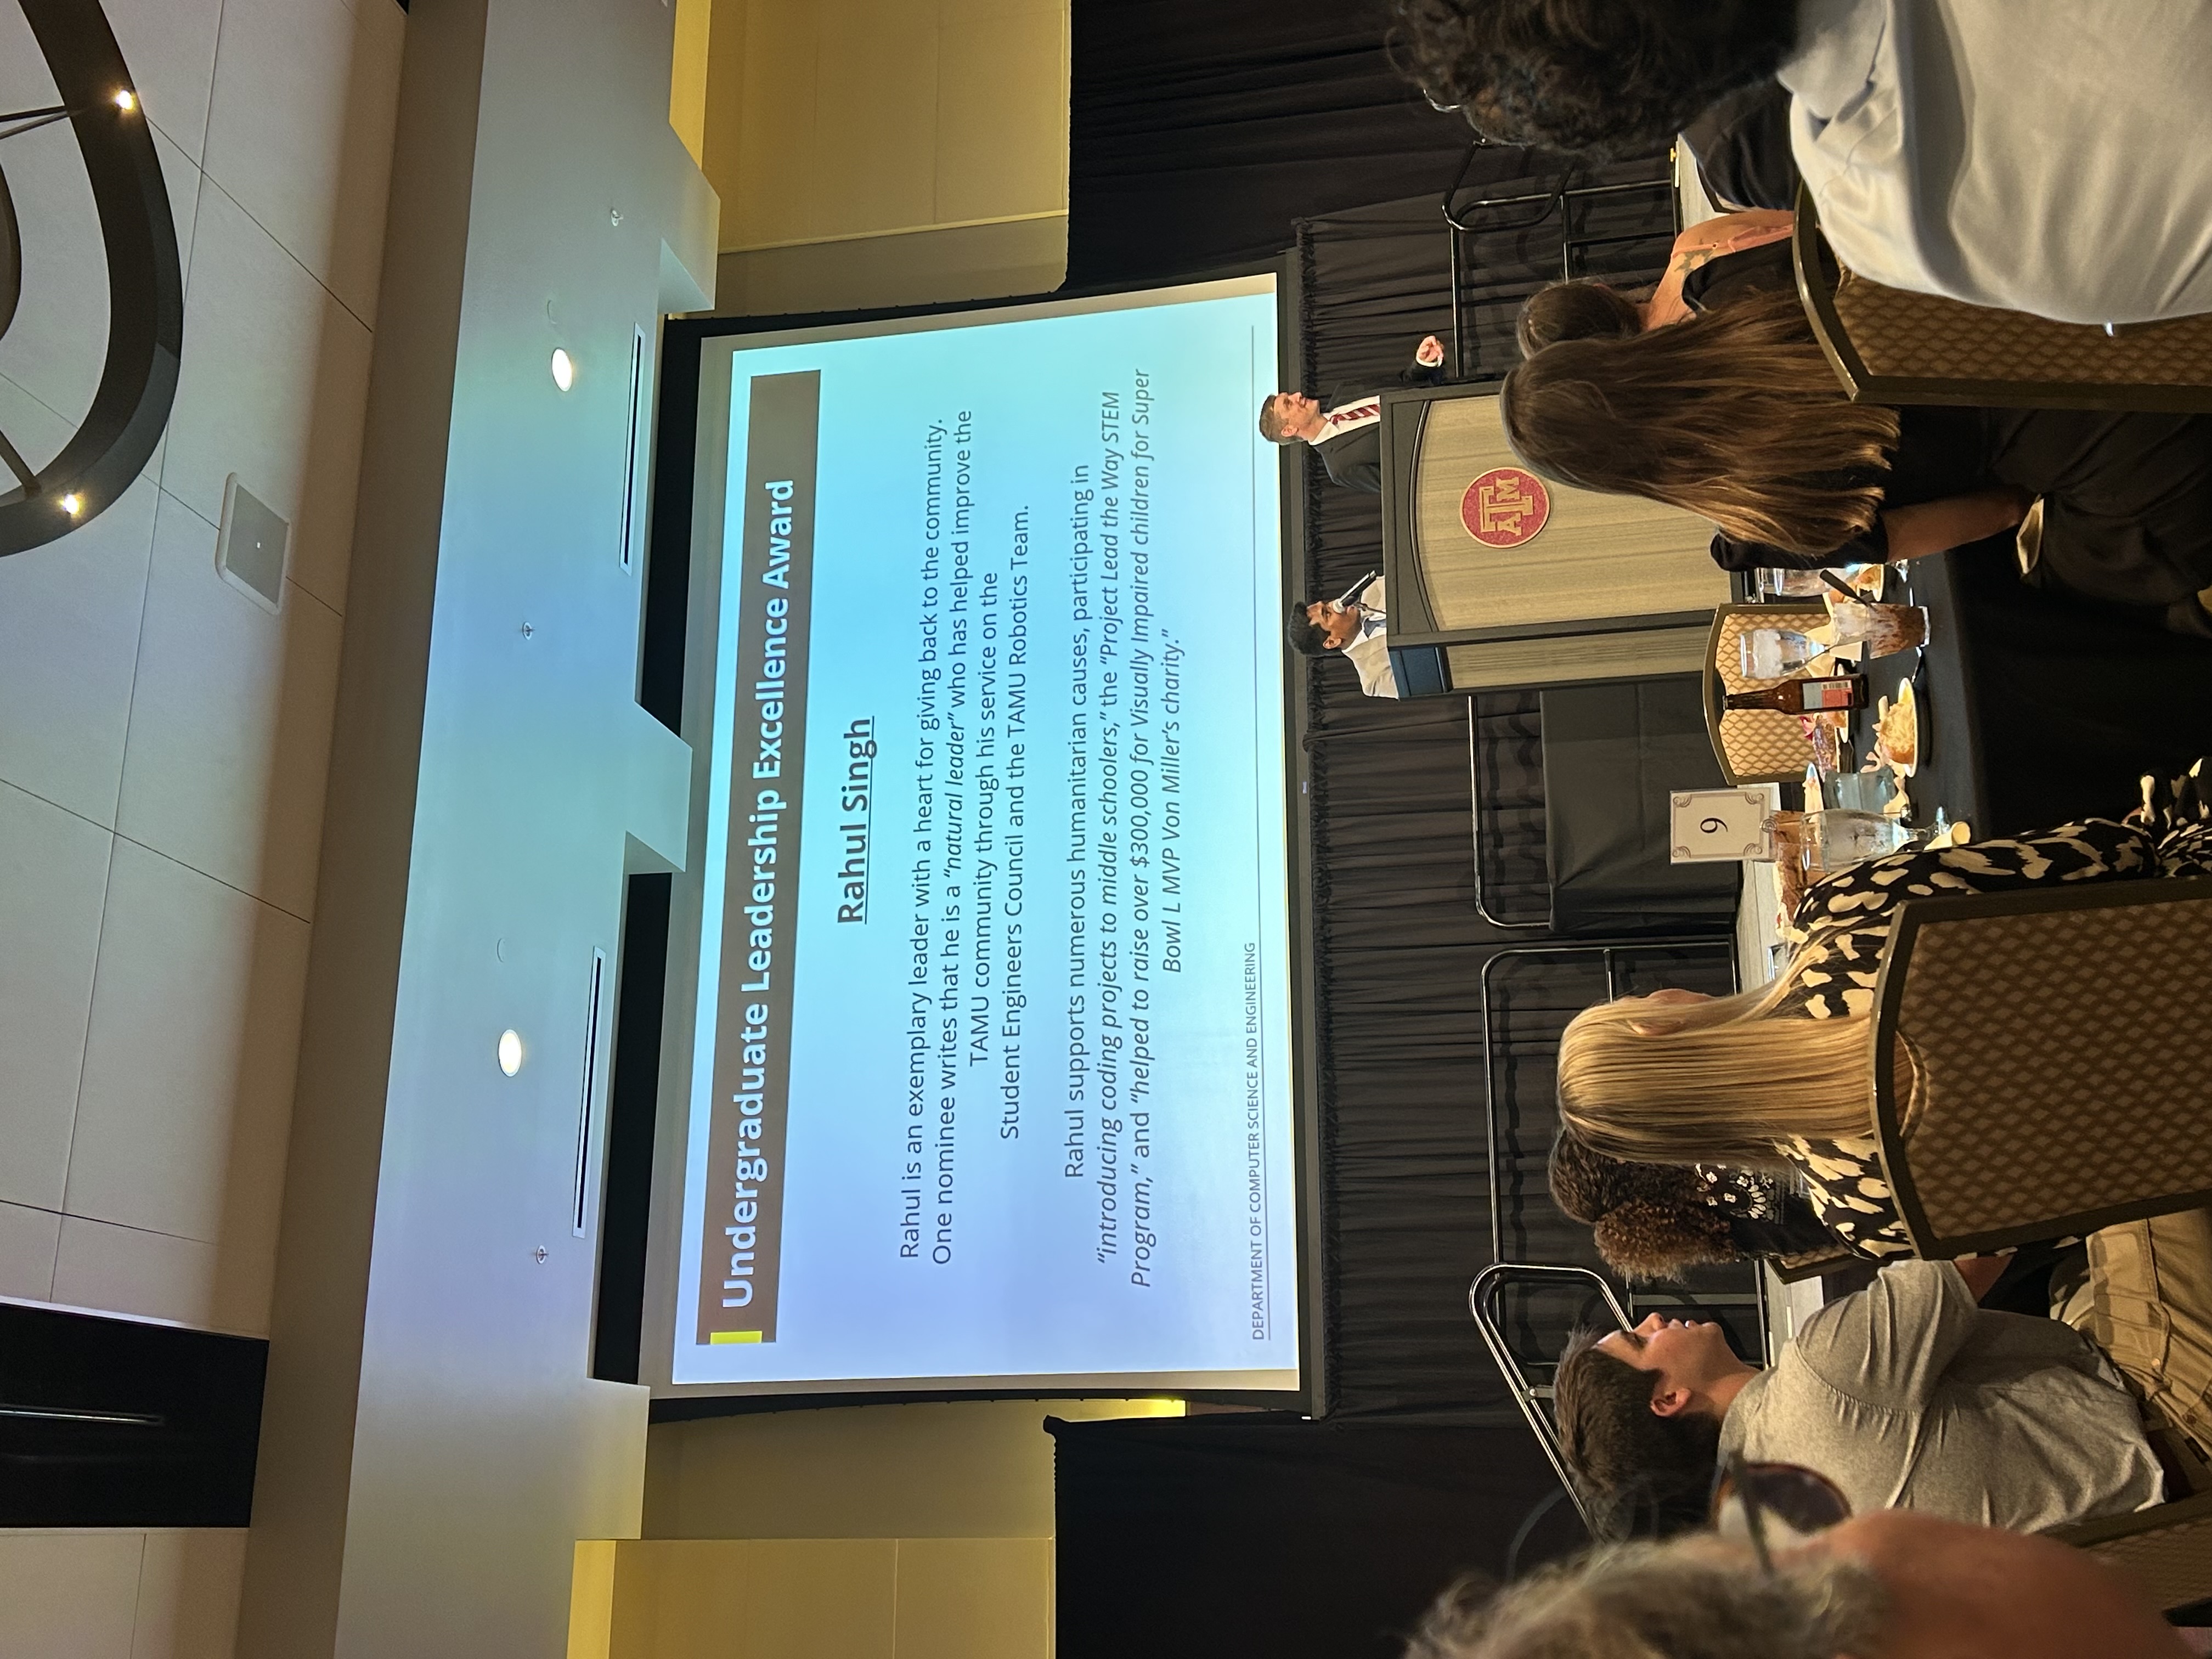 Undergraduate Leadership Excellence Award
Rahul Singh
Rahul is an exemplary leader with a heart for giving back to the community.
One nominee writes that he is a “natural leader” who has helped improve the
TAMU community through his service on the
Student Engineers Council and the TAMU Robotics Team.
Rahul supports numerous humanitarian causes, participating in
“introducing coding projects to middle schoolers,” the “Project Lead the Way STEM
Program,” and “helped to raise over $300,000 for Visually Impaired children for Super
Bowl L MVP Von Miller’s charity.”
DEPARTMENT OF COMPUTER SCIENCE AND ENGINEERING
ATM
9